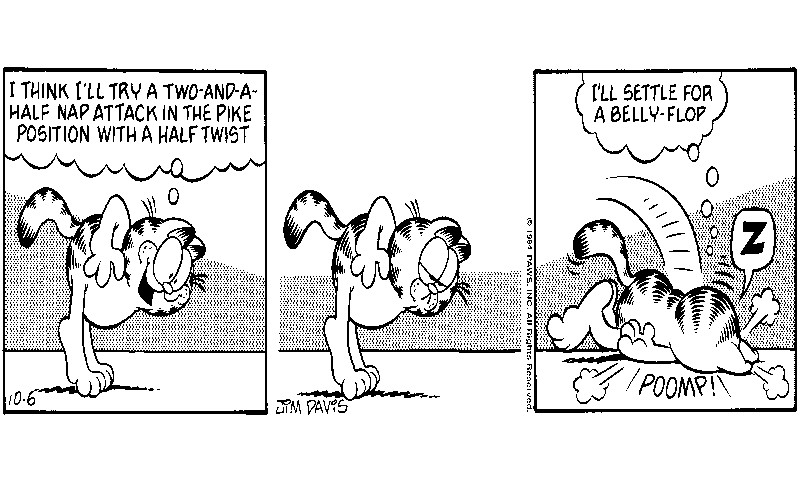 I THINK I'LL TRY A TWO-AND-A-
HALF NAP ATTACK IN THE PIKE
POSITION WITH A HALF TWIST
10-6
JIM DAVIS
© 1984 PAWS, INC. All Rights Reserved.
I'LL SETTLE FOR
A BELLY-FLOP
Z
POOMP!